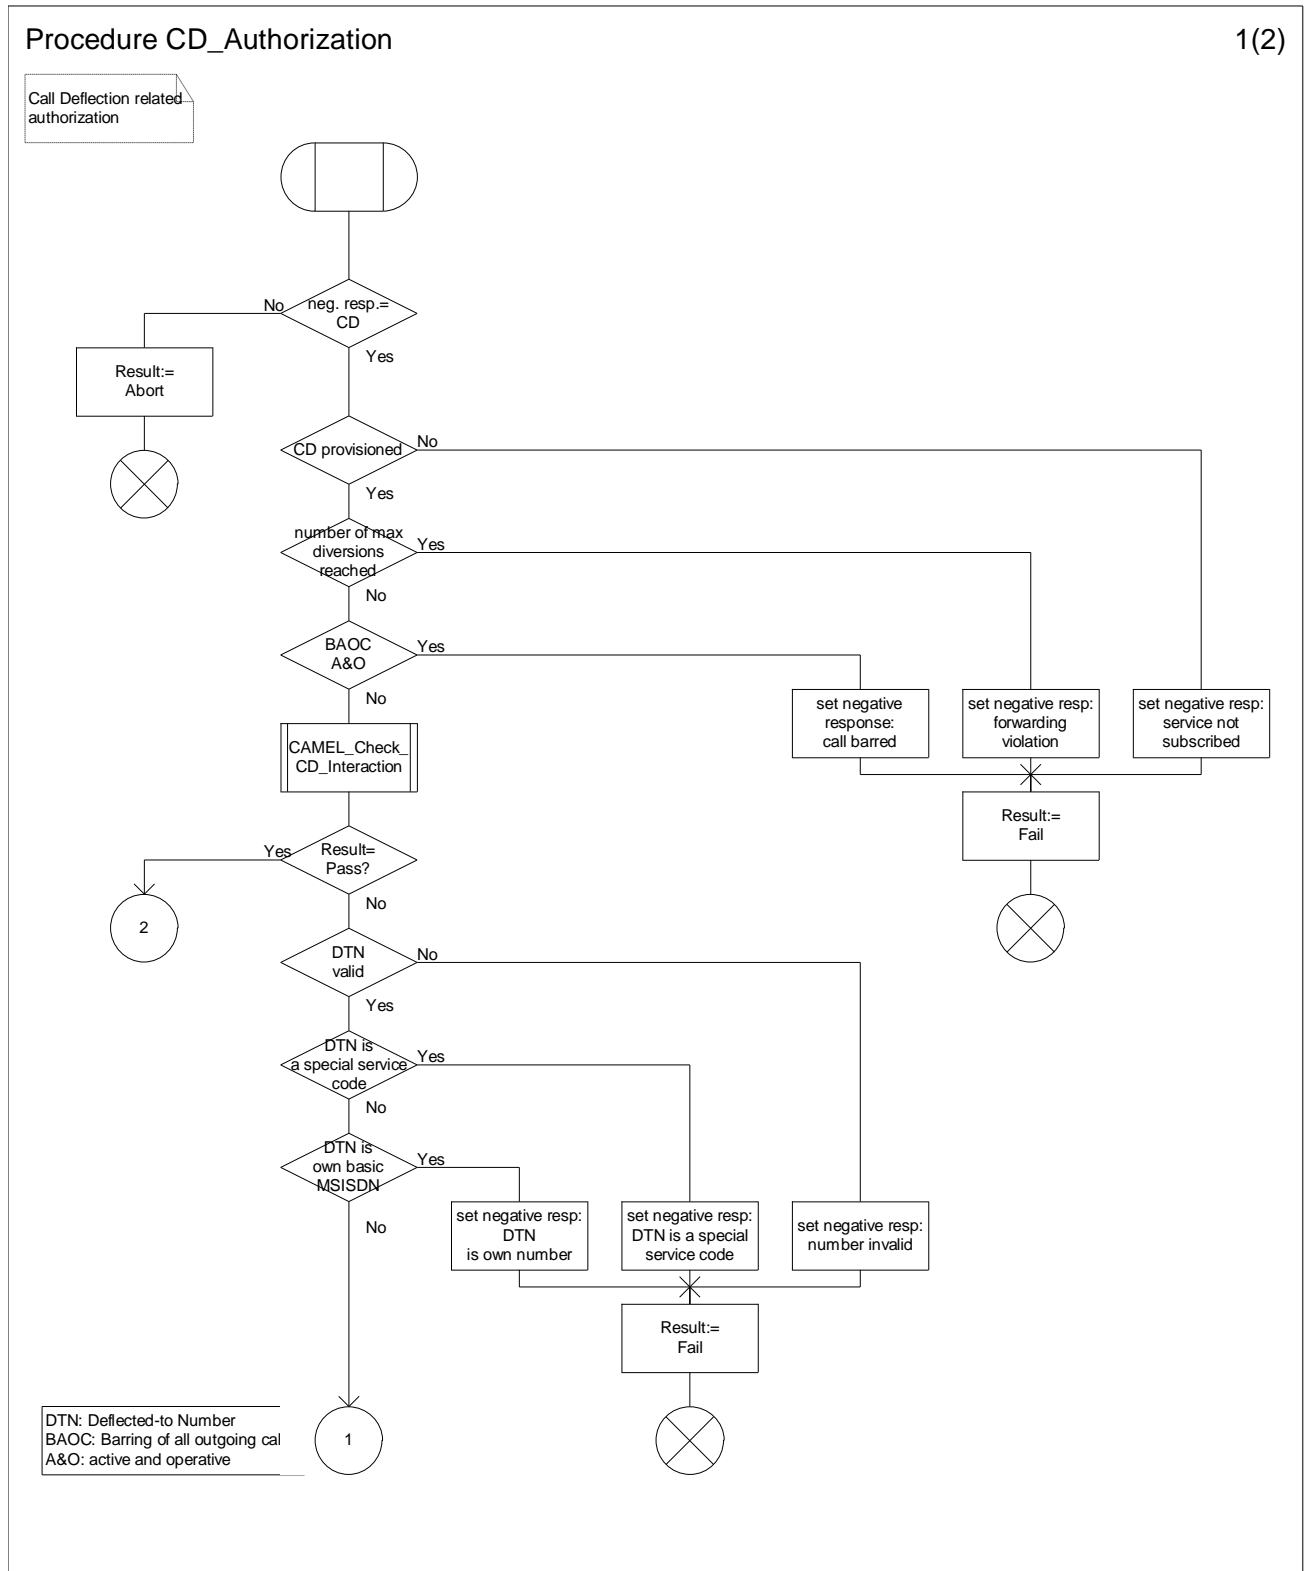 Procedure CD_Authorization
1(2)
Call Deflection related
authorization
No
neg. resp.=
CD
Yes
Result:=
Abort
CD provisioned
No
Yes
number of max
diversions
reached
Yes
No
BAOC
A&O
Yes
No
set negative
response:
call barred
set negative resp:
forwarding
violation
set negative resp:
service not
subscribed
CAMEL_Check_
CD_Interaction
Result:=
Fail
Yes
Result=
Pass?
No
2
DTN
valid
No
Yes
DTN is
a special service
code
Yes
No
DTN is
own basic
MSISDN
Yes
No
set negative resp:
DTN
is own number
set negative resp:
DTN is a special
service code
set negative resp:
number invalid
Result:=
Fail
DTN: Deflected-to Number
BAOC: Barring of all outgoing cal
A&O: active and operative
1